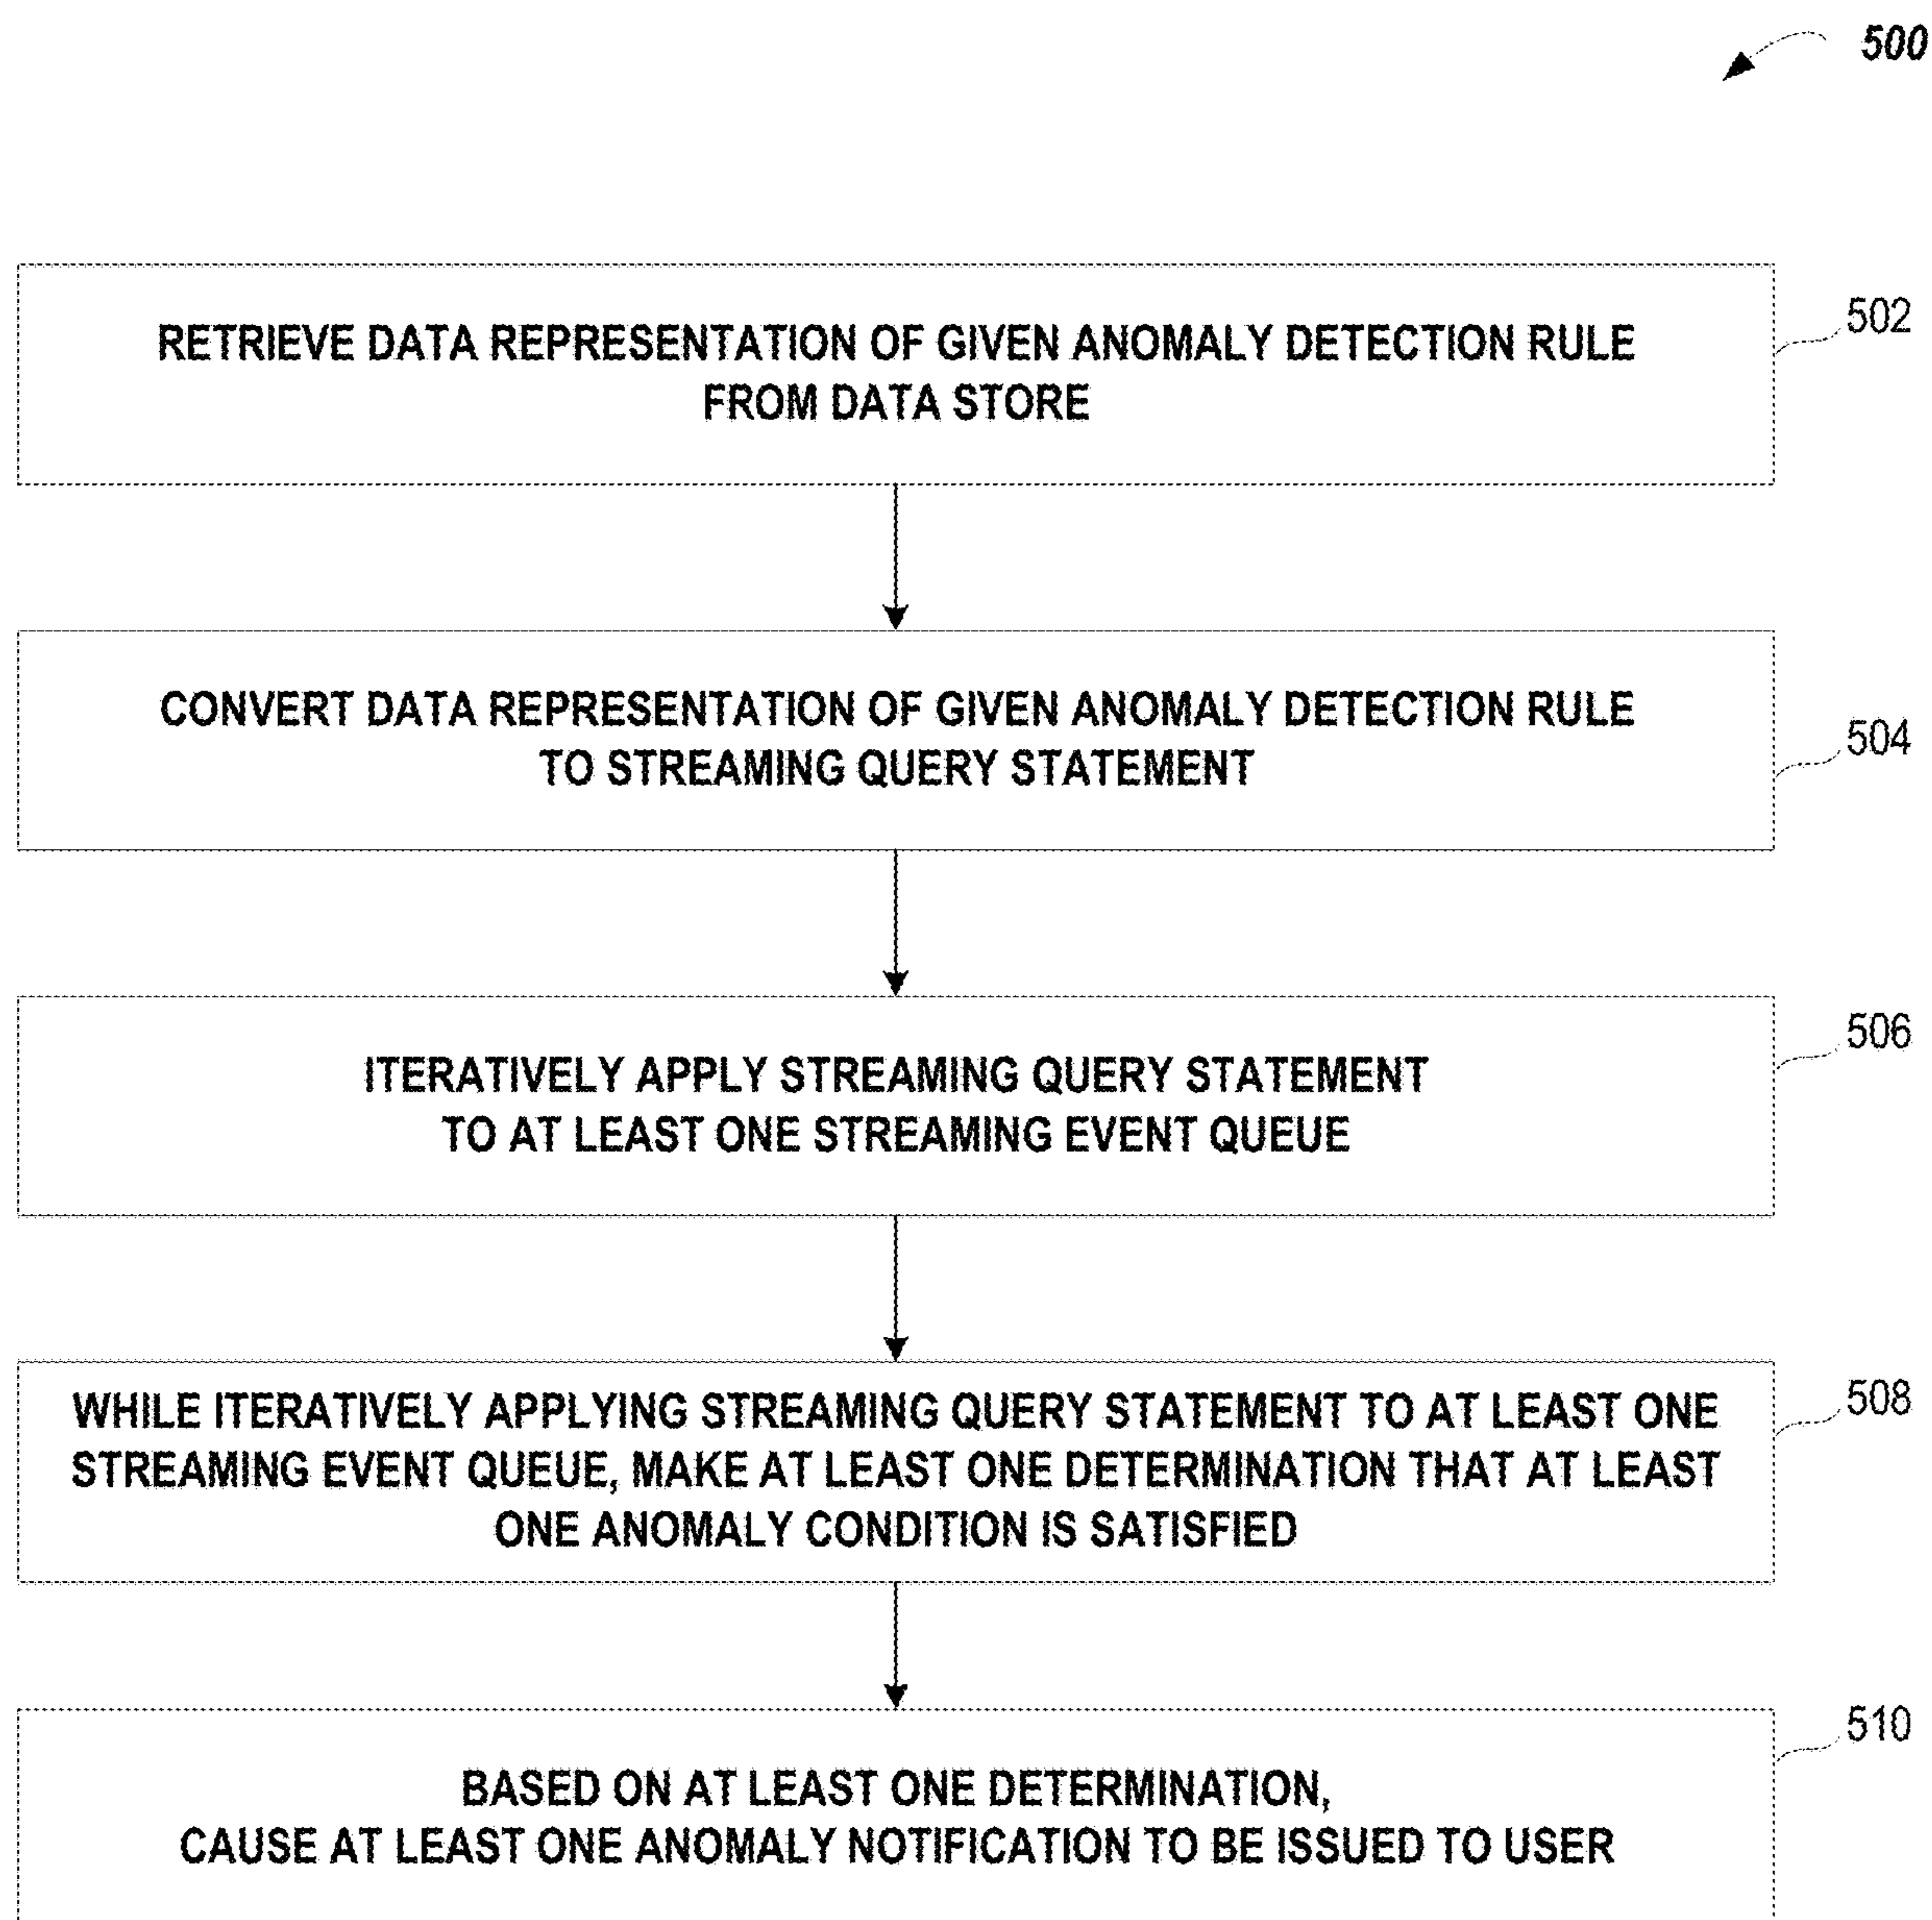 500
RETRIEVE DATA REPRESENTATION OF GIVEN ANOMALY DETECTION RULE
FROM DATA STORE
502
CONVERT DATA REPRESENTATION OF GIVEN ANOMALY DETECTION RULE
TO STREAMING QUERY STATEMENT
504
ITERATIVELY APPLY STREAMING QUERY STATEMENT
TO AT LEAST ONE STREAMING EVENT QUEUE
506
WHILE ITERATIVELY APPLYING STREAMING QUERY STATEMENT TO AT LEAST ONE
STREAMING EVENT QUEUE, MAKE AT LEAST ONE DETERMINATION THAT AT LEAST
ONE ANOMALY CONDITION IS SATISFIED
508
BASED ON AT LEAST ONE DETERMINATION,
CAUSE AT LEAST ONE ANOMALY NOTIFICATION TO BE ISSUED TO USER
510